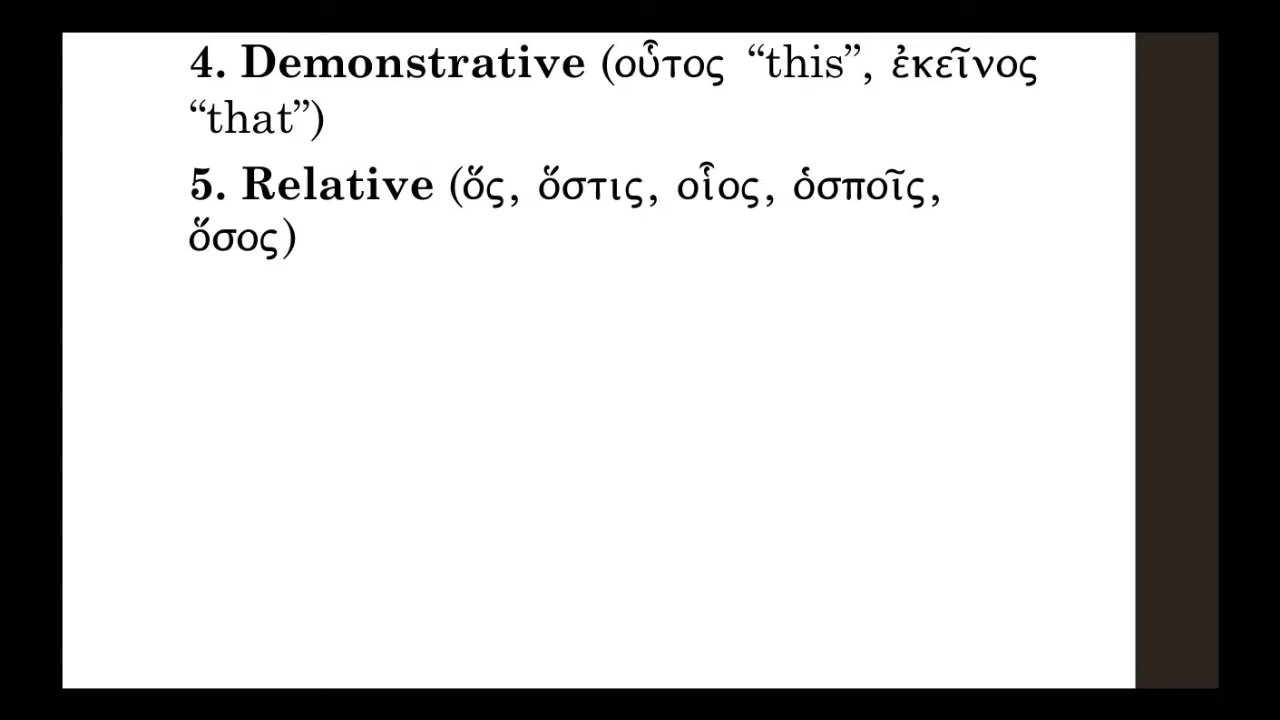 4. Demonstrative (οὗτος “this”, ἐκεῖνος
“that”)
5. Relative (ὅς, ὅστις, οἷος, ὁσποῖς,
ὅσος)